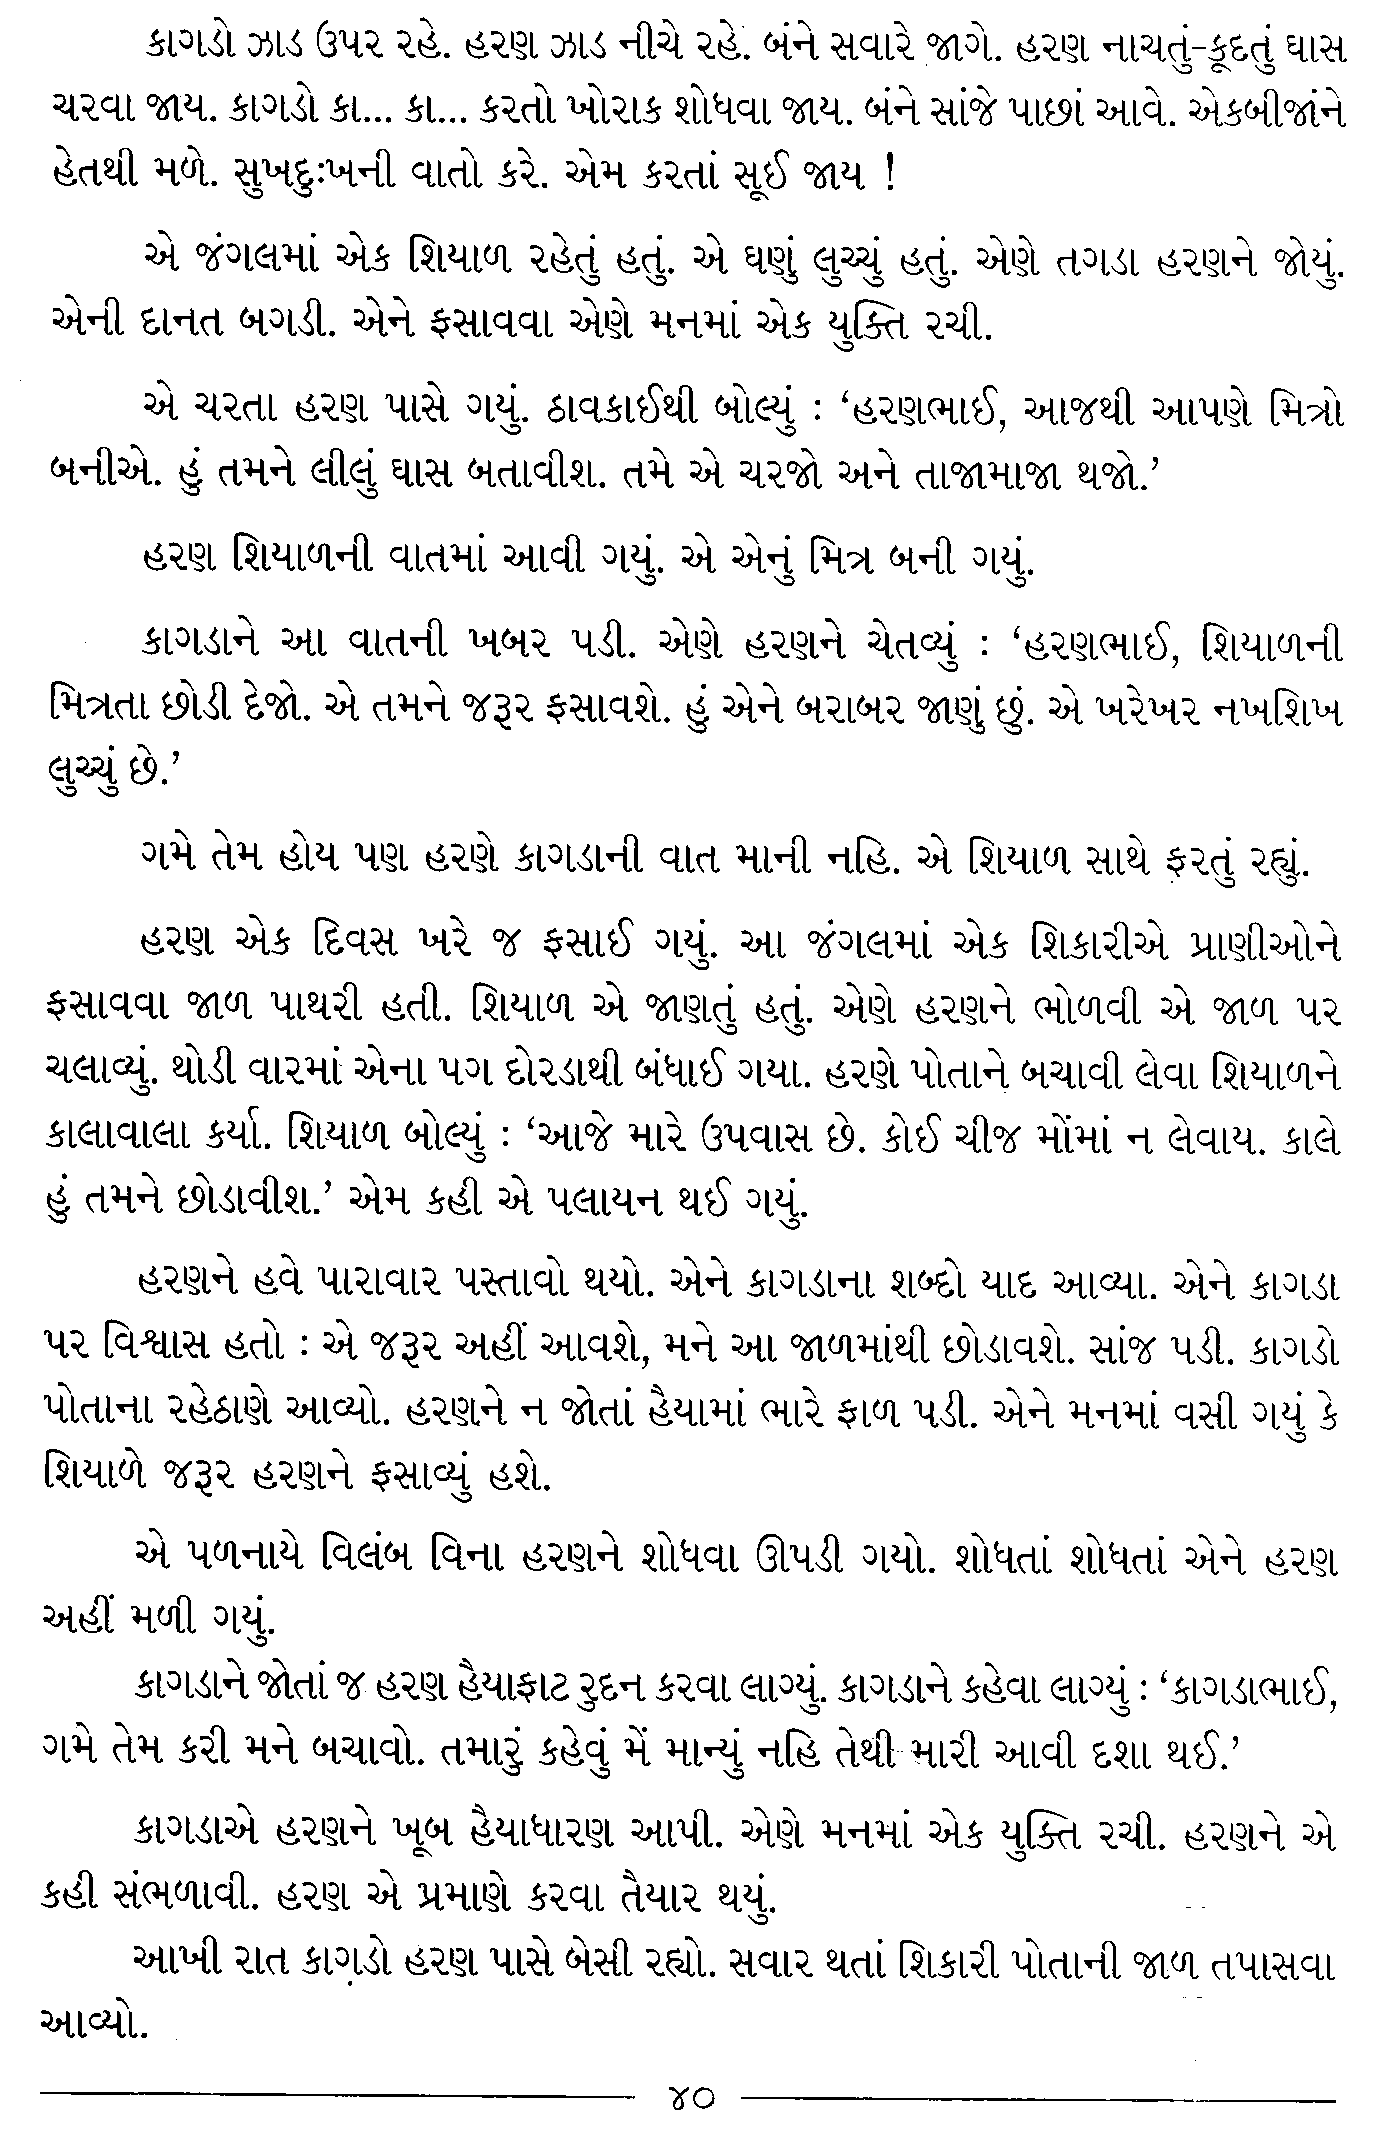 કાગડો ઝાડ ઉપર રહે. હરણ ઝાડ નીચે રહે. બંને સવારે જાગે. હરણ નાચતું-કૂદતું ઘાસ
ચરવા જાય. કાગડો કા... કા... કરતો ખોરાક શોધવા જાય. બંને સાંજે પાછાં આવે. એકબીજાંને
હેતથી મળે. સુખદુઃખની વાતો કરે. એમ કરતાં સૂઈ જાય !
એ જંગલમાં એક શિયાળ રહેતું હતું. એ ઘણું લુચ્ચું હતું. એણે તગડા હરણને જોયું.
એની દાનત બગડી. એને ફસાવવા એણે મનમાં એક યુક્તિ રચી.
એ ચરતા હરણ પાસે ગયું. ઠાવકાઈથી બોલ્યું : ‘હરણભાઈ, આજથી આપણે મિત્રો
બનીએ. હું તમને લીલું ઘાસ બતાવીશ. તમે એ ચરજો અને તાજામાજા થજો.’
હરણ શિયાળની વાતમાં આવી ગયું. એ એનું મિત્ર બની ગયું.
કાગડાને આ વાતની ખબર પડી. એણે હરણને ચેતવ્યું : ‘હરણભાઈ, શિયાળની
મિત્રતા છોડી દેજો. એ તમને જરૂર ફસાવશે. હું એને બરાબર જાણું છું. એ ખરેખર નખશિખ
લુચ્ચું છે.’
ગમે તેમ હોય પણ હરણે કાગડાની વાત માની નહિ. એ શિયાળ સાથે ફરતું રહ્યું.
હરણ એક દિવસ ખરે જ ફસાઈ ગયું. આ જંગલમાં એક શિકારીએ પ્રાણીઓને
ફસાવવા જાળ પાથરી હતી. શિયાળ એ જાણતું હતું. એણે હરણને ભોળવી એ જાળ પર
ચલાવ્યું. થોડી વારમાં એના પગ દોરડાથી બંધાઈ ગયા. હરણે પોતાને બચાવી લેવા શિયાળને
કાલાવાલા કર્યા. શિયાળ બોલ્યું : ‘આજે મારે ઉપવાસ છે. કોઈ ચીજ મોંમાં ન લેવાય. કાલે
હું તમને છોડાવીશ.’ એમ કહી એ પલાયન થઈ ગયું.
હરણને હવે પારાવાર પસ્તાવો થયો. એને કાગડાના શબ્દો યાદ આવ્યા. એને કાગડા
પર વિશ્વાસ હતો : એ જરૂર અહીં આવશે, મને આ જાળમાંથી છોડાવશે. સાંજ પડી. કાગડો
પોતાના રહેઠાણે આવ્યો. હરણને ન જોતાં હૈયામાં ભારે ફાળ પડી. એને મનમાં વસી ગયું કે
શિયાળે જરૂર હરણને ફસાવ્યું હશે.
એ પળનાયે વિલંબ વિના હરણને શોધવા ઊપડી ગયો. શોધતાં શોધતાં એને હરણ
અહીં મળી ગયું.
કાગડાને જોતાં જ હરણ હૈયાફાટ રુદન કરવા લાગ્યું. કાગડાને કહેવા લાગ્યું : ‘કાગડાભાઈ,
ગમે તેમ કરી મને બચાવો. તમારું કહેવું મેં માન્યું નહિ તેથી મારી આવી દશા થઈ.’
કાગડાએ હરણને ખૂબ હૈયાધારણ આપી. એણે મનમાં એક યુક્તિ રચી. હરણને એ
કહી સંભળાવી. હરણ એ પ્રમાણે કરવા તૈયાર થયું.
આખી રાત કાગડો હરણ પાસે બેસી રહ્યો. સવાર થતાં શિકારી પોતાની જાળ તપાસવા
આવ્યો.
૪૦